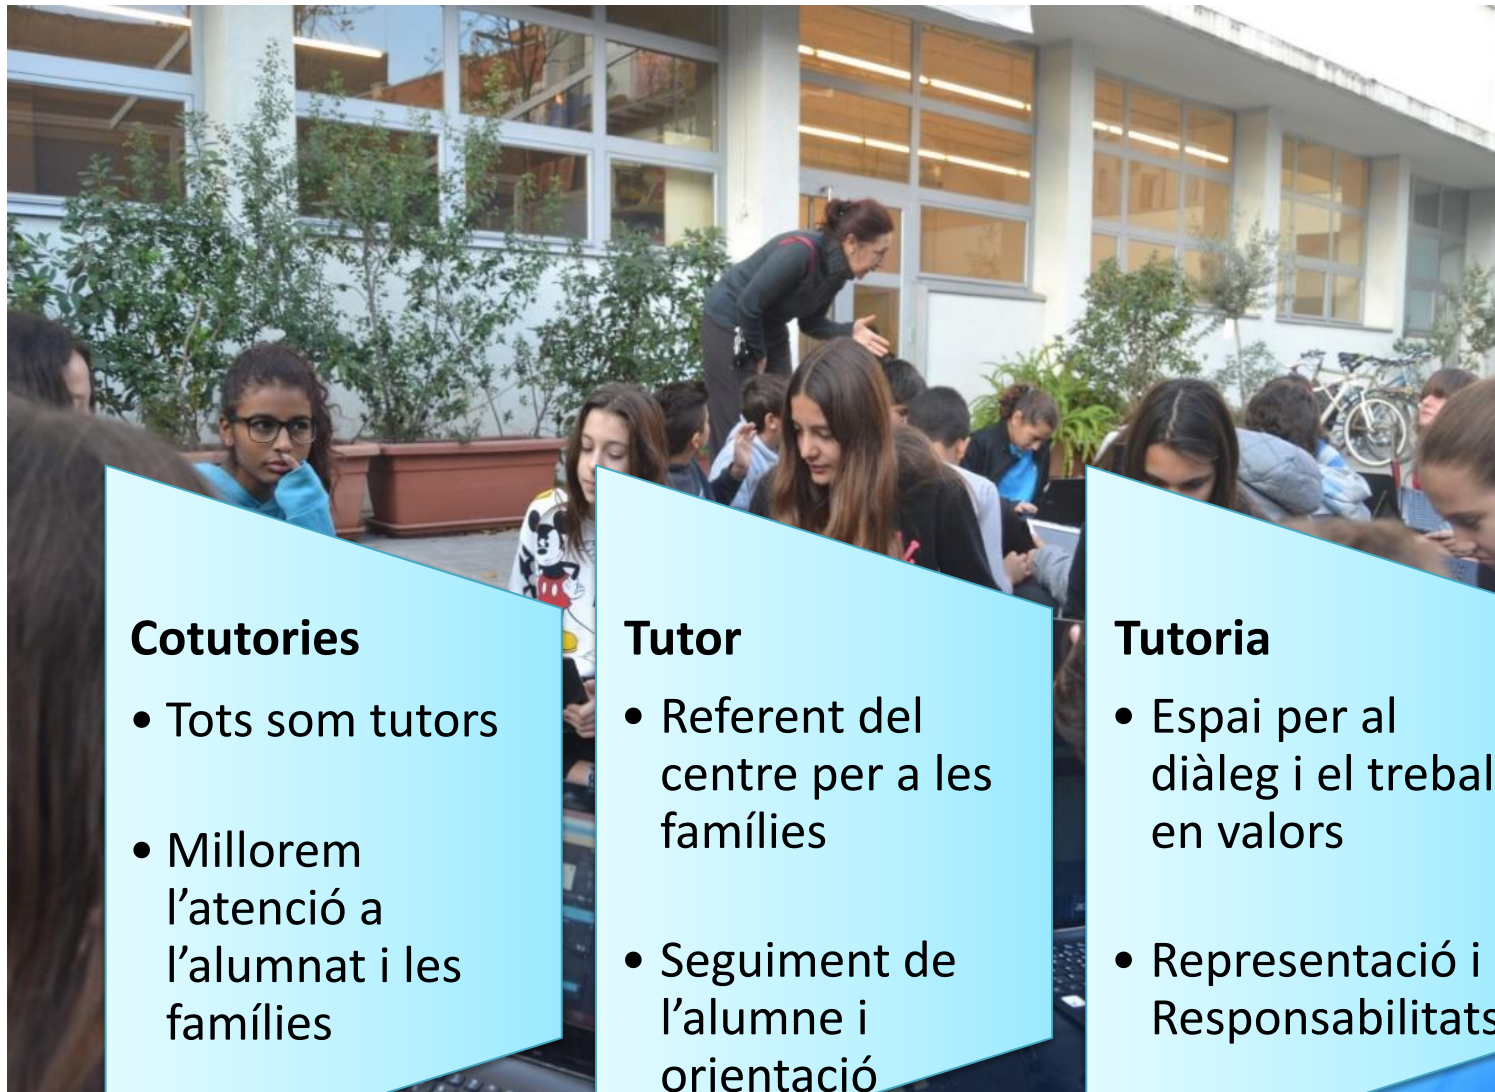 Cotutories
• Tots som tutors
• Millorem
l’atenció a
l’alumnat i les
famílies
Tutor
• Referent del
centre per a les
famílies
• Seguiment de
l’alumne i
orientació
Tutoria
• Espai per al
diàleg i el treball
en valors
• Representació i
Responsabilitats